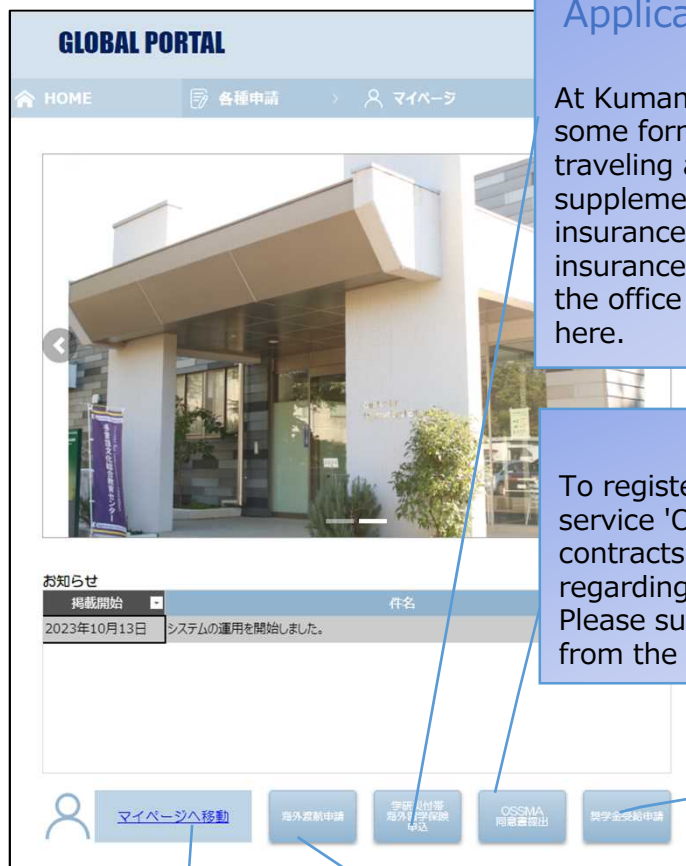 GLOBAL PORTAL
HOME
各種申請
マイページ
At Kuman
some form
traveling a
suppleme
insurance
insurance
the office
here.
To registe
contracts
regarding
Please su
from the
お知らせ
掲載開始
件名
2023年10月13日
システムの運用を開始しました。
マイページへ移動
海外渡航申請
学研災付帯
海外留学保険
申込
OSSMA
同意書提出
奨学金受給申請